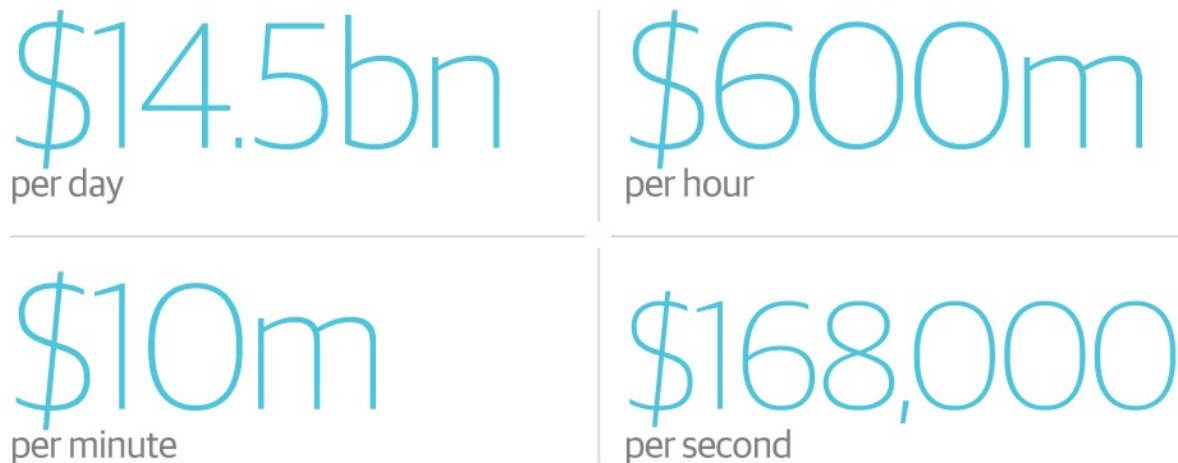 $14.5bn
per day
$600m
per hour
$10m
per minute
$168,000
per second